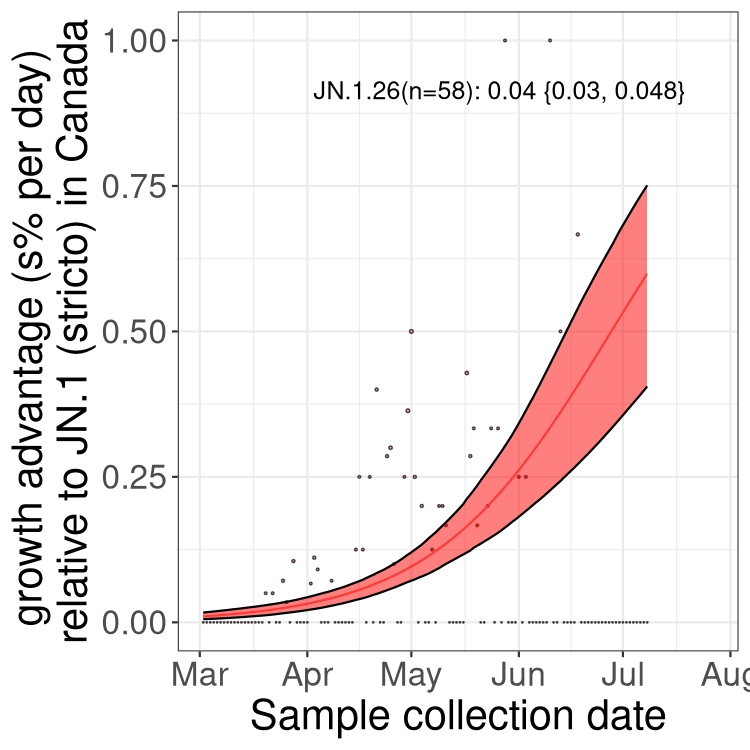 growth advantage (s% per day)
relative to JN.1 (stricto) in Canada
1.00
0.75
0.50
0.25
0.00
JN.1.26(n=58): 0.04 {0.03, 0.048}
Mar Apr May Jun Jul Aug
Sample collection date